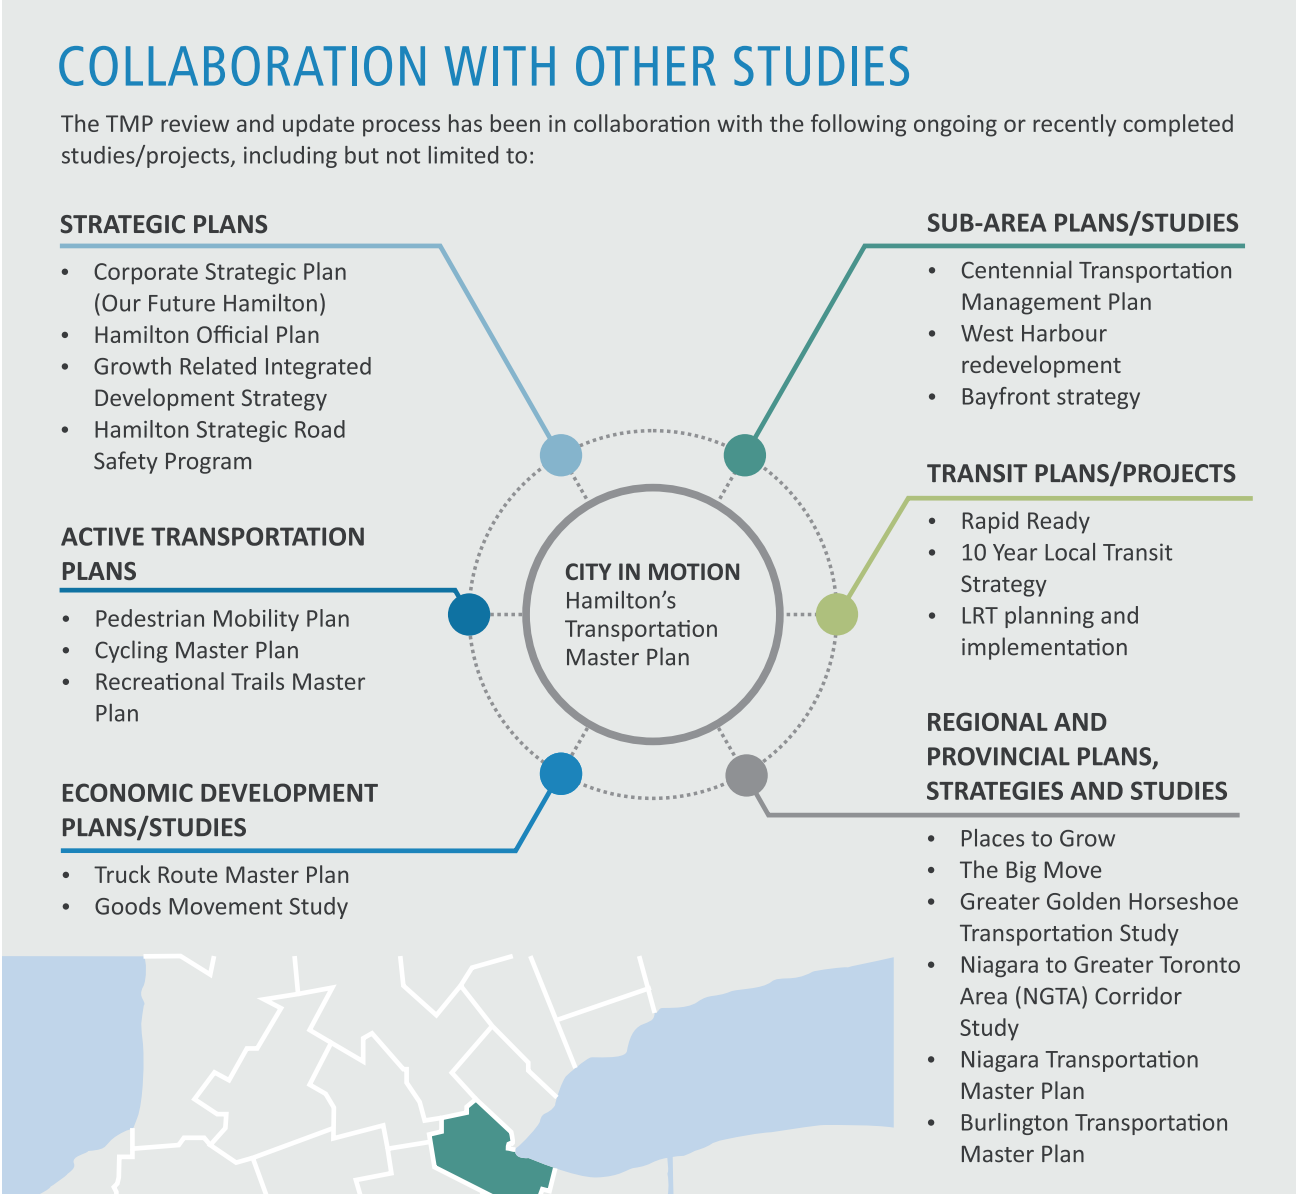 COLLABORATION WITH OTHER STUDIES
The TMP review and update process has been in collaboration with the following ongoing or recently completed
studies/projects, including but not limited to:
STRATEGIC PLANS
• Corporate Strategic Plan
(Our Future Hamilton)
• Hamilton Official Plan
• Growth Related Integrated
Development Strategy
• Hamilton Strategic Road
Safety Program
ACTIVE TRANSPORTATION
PLANS
• Pedestrian Mobility Plan
• Cycling Master Plan
• Recreational Trails Master
Plan
ECONOMIC DEVELOPMENT
PLANS/STUDIES
• Truck Route Master Plan
• Goods Movement Study
CITY IN MOTION
Hamilton’s
Transportation
Master Plan
SUB-AREA PLANS/STUDIES
• Centennial Transportation
Management Plan
• West Harbour
redevelopment
• Bayfront strategy
TRANSIT PLANS/PROJECTS
• Rapid Ready
• 10 Year Local Transit
Strategy
• LRT planning and
implementation
REGIONAL AND
PROVINCIAL PLANS,
STRATEGIES AND STUDIES
• Places to Grow
• The Big Move
• Greater Golden Horseshoe
Transportation Study
• Niagara to Greater Toronto
Area (NGTA) Corridor
Study
• Niagara Transportation
Master Plan
• Burlington Transportation
Master Plan